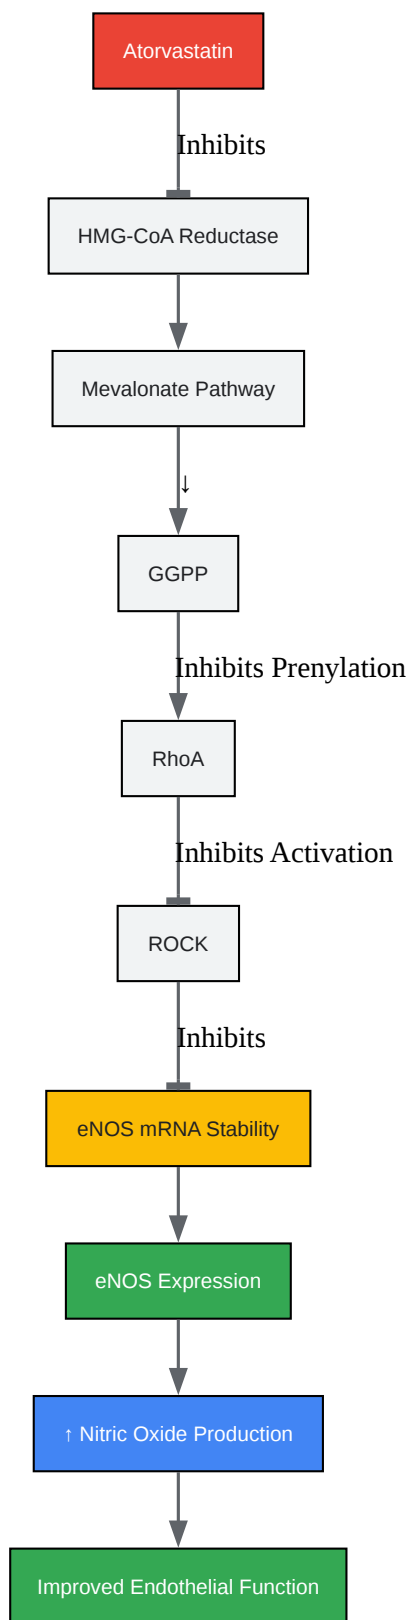 Atorvastatin
Inhibits
HMG-CoA Reductase
Mevalonate Pathway
↓
GGPP
Inhibits Prenylation
RhoA
Inhibits Activation
ROCK
Inhibits
eNOS mRNA Stability
eNOS Expression
↑ Nitric Oxide Production
Improved Endothelial Function